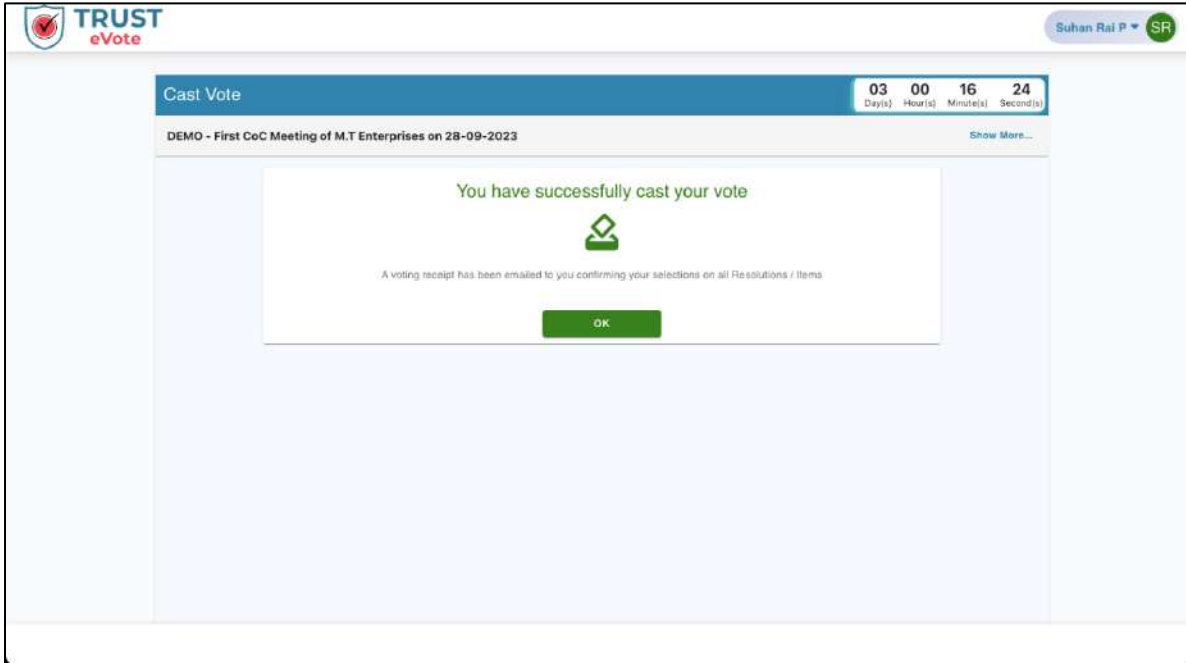 TRUST
eVote
Suhan Rai P SR
Cast Vote
03 00 16 24
Day(s) Hour(s) Minute(s) Second(s)
DEMO - First CoC Meeting of M.T Enterprises on 28-09-2023
Show More...
You have successfully cast your vote
A voting receipt has been emailed to you confirming your selections on all Resolutions / Items
OK